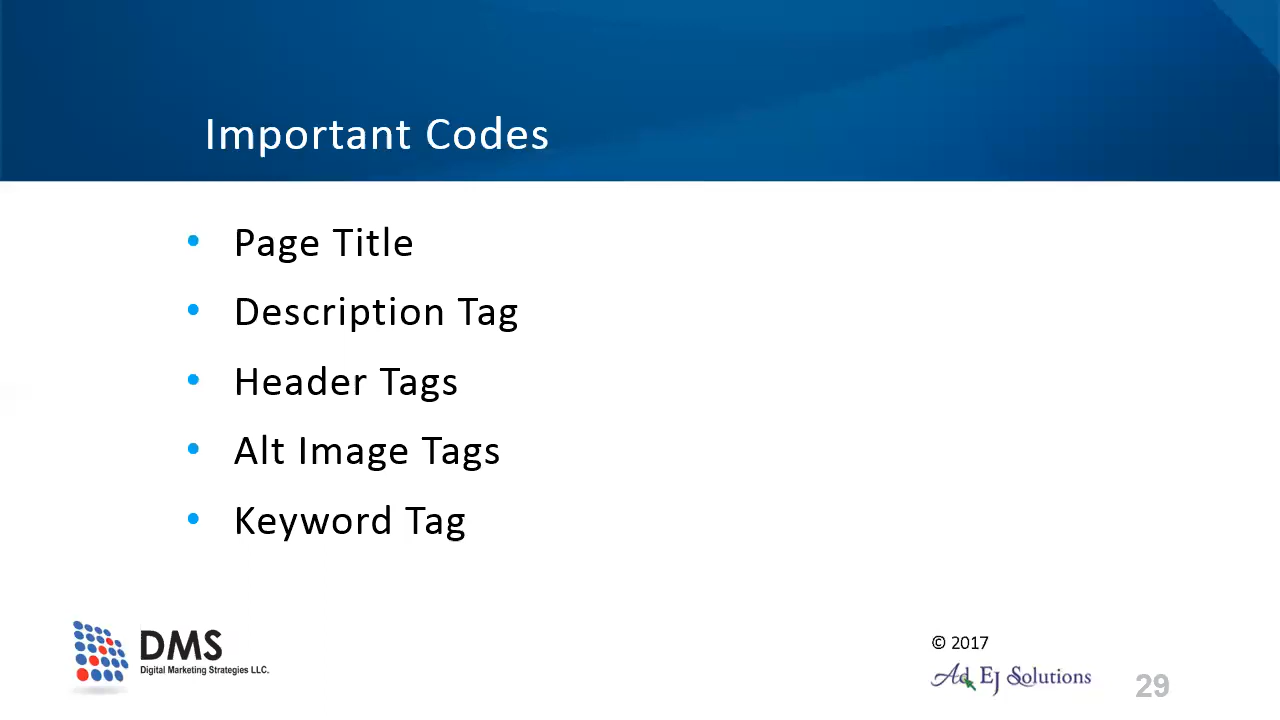 Important Codes
• Page Title
• Description Tag
• Header Tags
• Alt Image Tags
• Keyword Tag
DMS
Digital Marketing Strategies LLC.
© 2017
Ad Ej Solutions
29